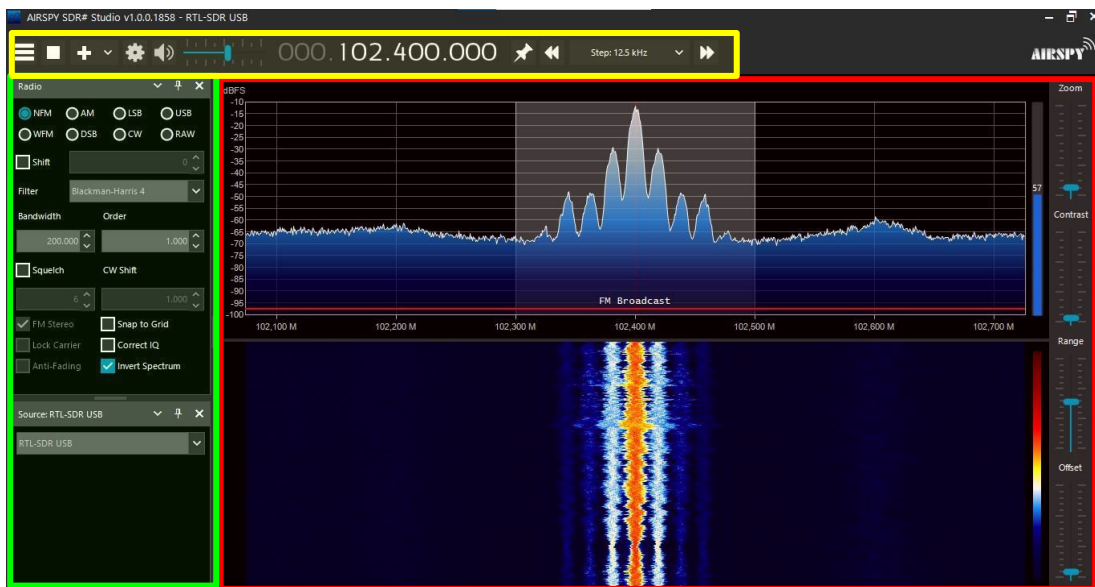 AIRSPY SDR# Studio v1.0.0.1858 - RTL-SDR USB
000.102.400.000
Step: 12.5 kHz
AIRSPY
Radio
NFM AM LSB USB
WFM DSB CW RAW
Shift 0
Filter Blackman-Harris 4
Bandwidth Order
200.000 1.000
Squelch CW Shift
6 1.000
FM Stereo Snap to Grid
Lock Carrier Correct IQ
Anti-Fading Invert Spectrum
Source: RTL-SDR USB
RTL-SDR USB
dBFS
-10
-15
-20
-25
-30
-35
-40
-45
-50
-55
-60
-65
-70
-75
-80
-85
-90
-95
-100
FM Broadcast
102,100 M 102,200 M 102,300 M 102,400 M 102,500 M 102,600 M 102,700 M
57
Zoom
Contrast
Range
Offset